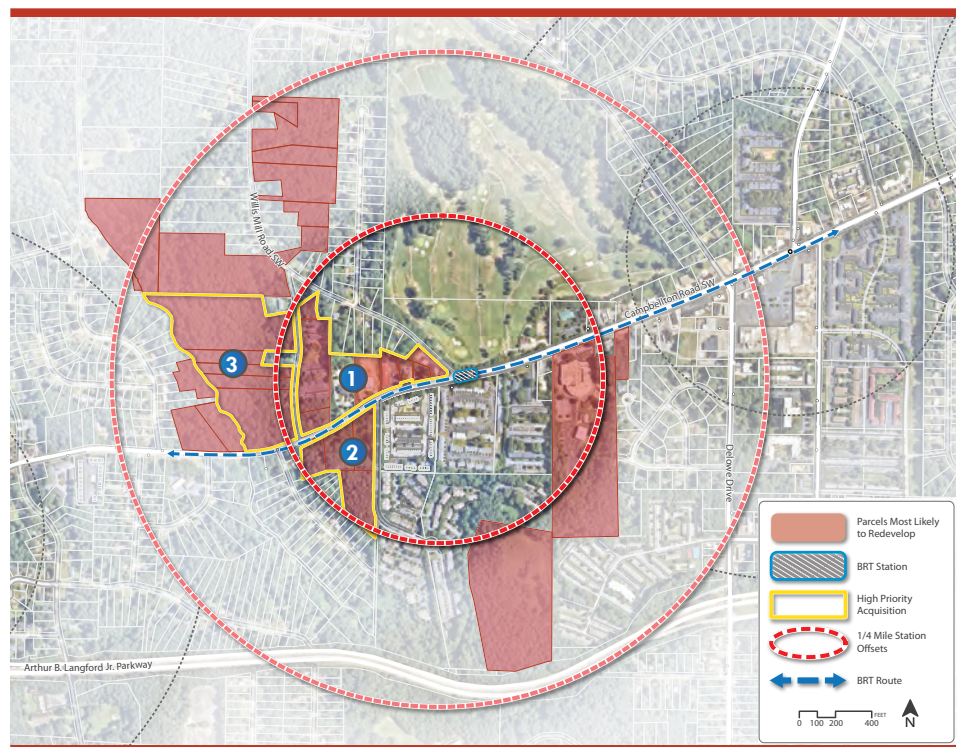 Willis Mill Road SW
Campbellton Road SW
3
1
2
Delowe Drive
Arthur B. Langford Jr. Parkway
Parcels Most Likely
to Redevelop
BRT Station
High Priority
Acquisition
1/4 Mile Station
Offsets
BRT Route
0 100 200 400 FEET
N